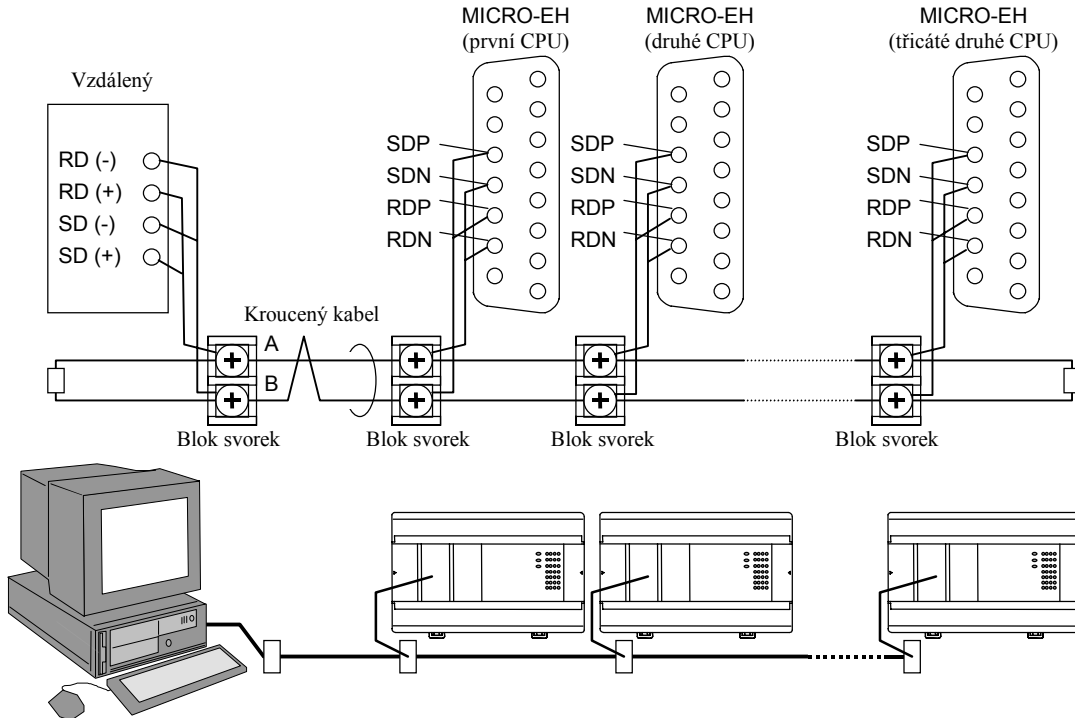 MICRO-EH
(první CPU)
MICRO-EH
(druhé CPU)
MICRO-EH
(třicáté druhé CPU)
Vzdálený
RD (-)
RD (+)
SD (-)
SD (+)
SDP
SDN
RDP
RDN
SDP
SDN
RDP
RDN
SDP
SDN
RDP
RDN
Kroucený kabel
A
B
Blok svorek
Blok svorek
Blok svorek
Blok svorek